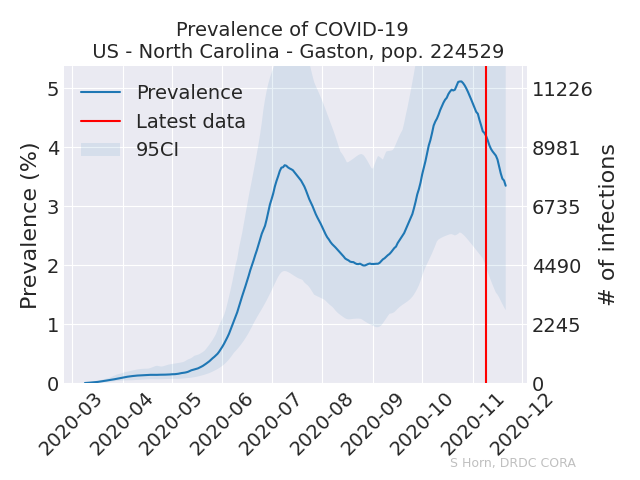 Prevalence of COVID-19
US - North Carolina - Gaston, pop. 224529
Prevalence
Latest data
95CI
Prevalence (%)
5
4
3
2
1
0
11226
8981
6735
4490
2245
0
# of infections
2020-03
2020-04
2020-05
2020-06
2020-07
2020-08
2020-09
2020-10
2020-11
2020-12
S Horn, DRDC CORA